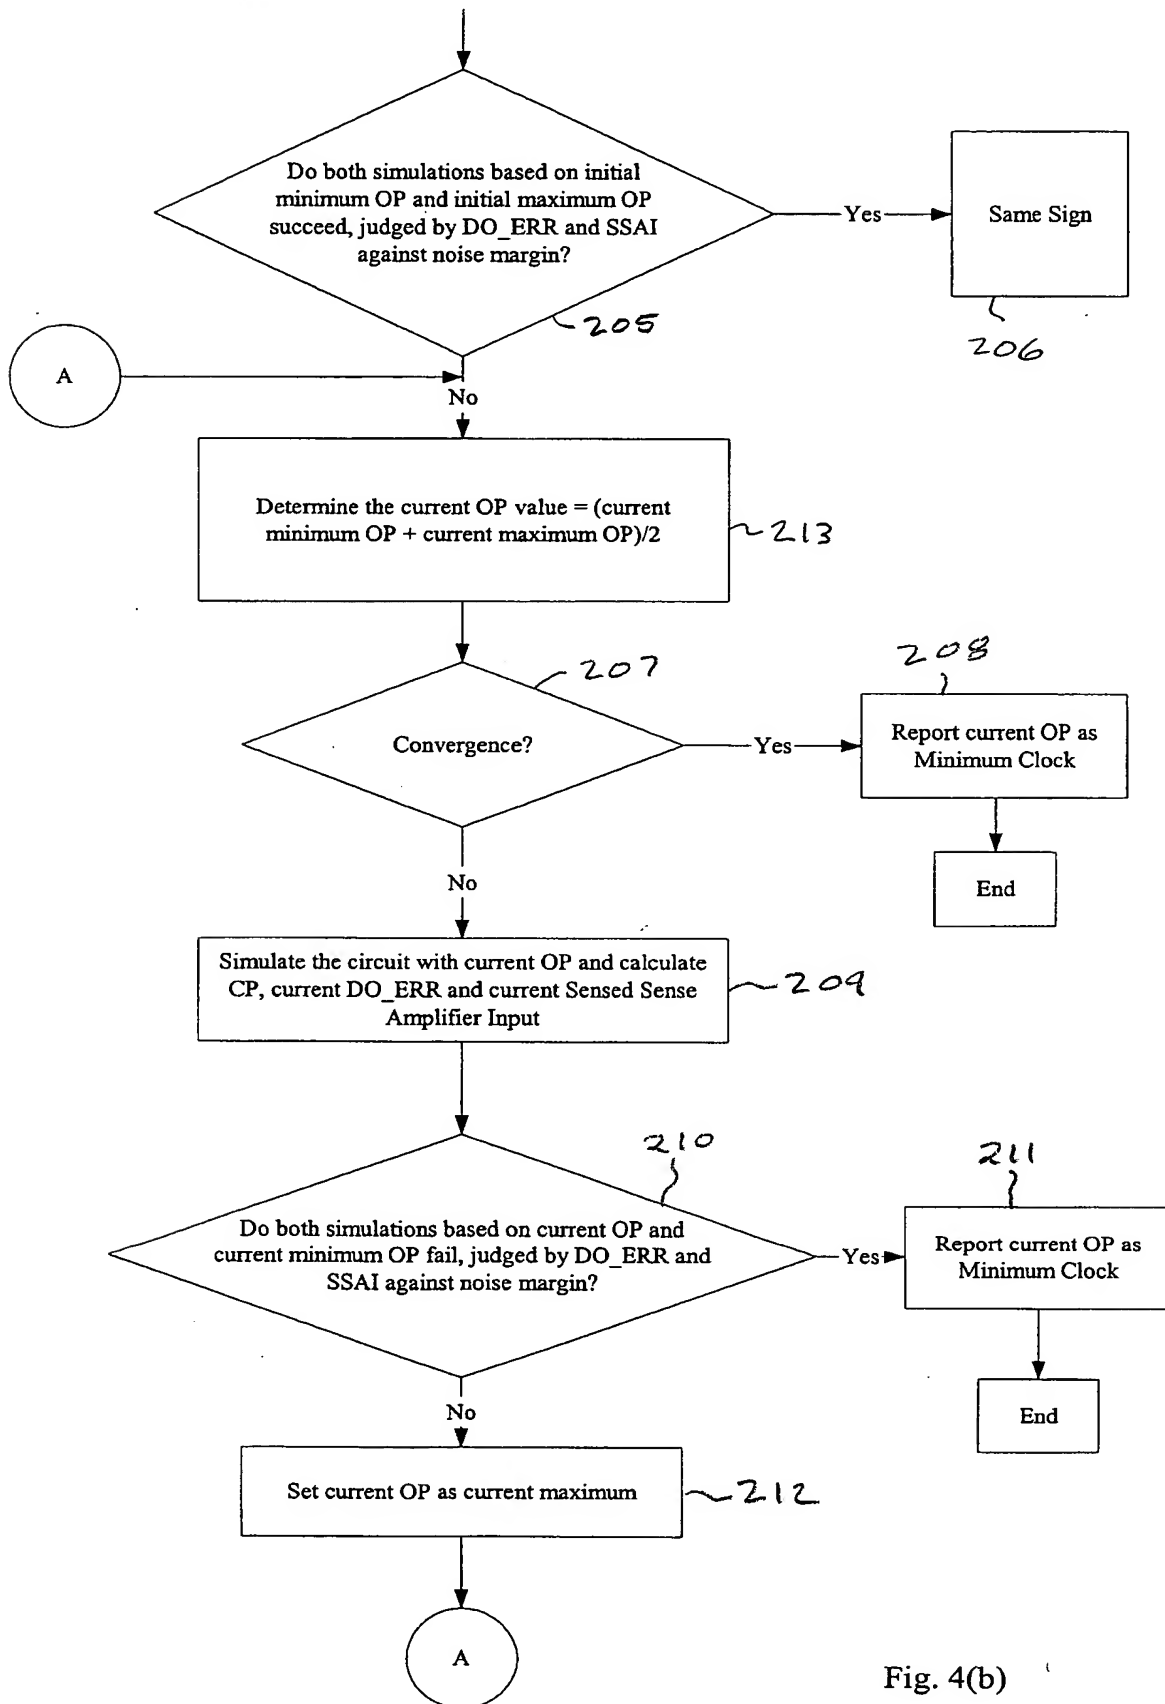 Do both simulations based on initial
minimum OP and initial maximum OP
succeed, judged by DO_ERR and SSAI
against noise margin?
Yes
Same Sign
205
206
A
No
Determine the current OP value = (current
minimum OP + current maximum OP)/2
213
207
208
Convergence?
Yes
Report current OP as
Minimum Clock
No
End
Simulate the circuit with current OP and calculate
CP, current DO_ERR and current Sensed Sense
Amplifier Input
209
210
211
Do both simulations based on current OP and
current minimum OP fail, judged by DO_ERR and
SSAI against noise margin?
Yes
Report current OP as
Minimum Clock
No
End
Set current OP as current maximum
212
A
Fig. 4(b)